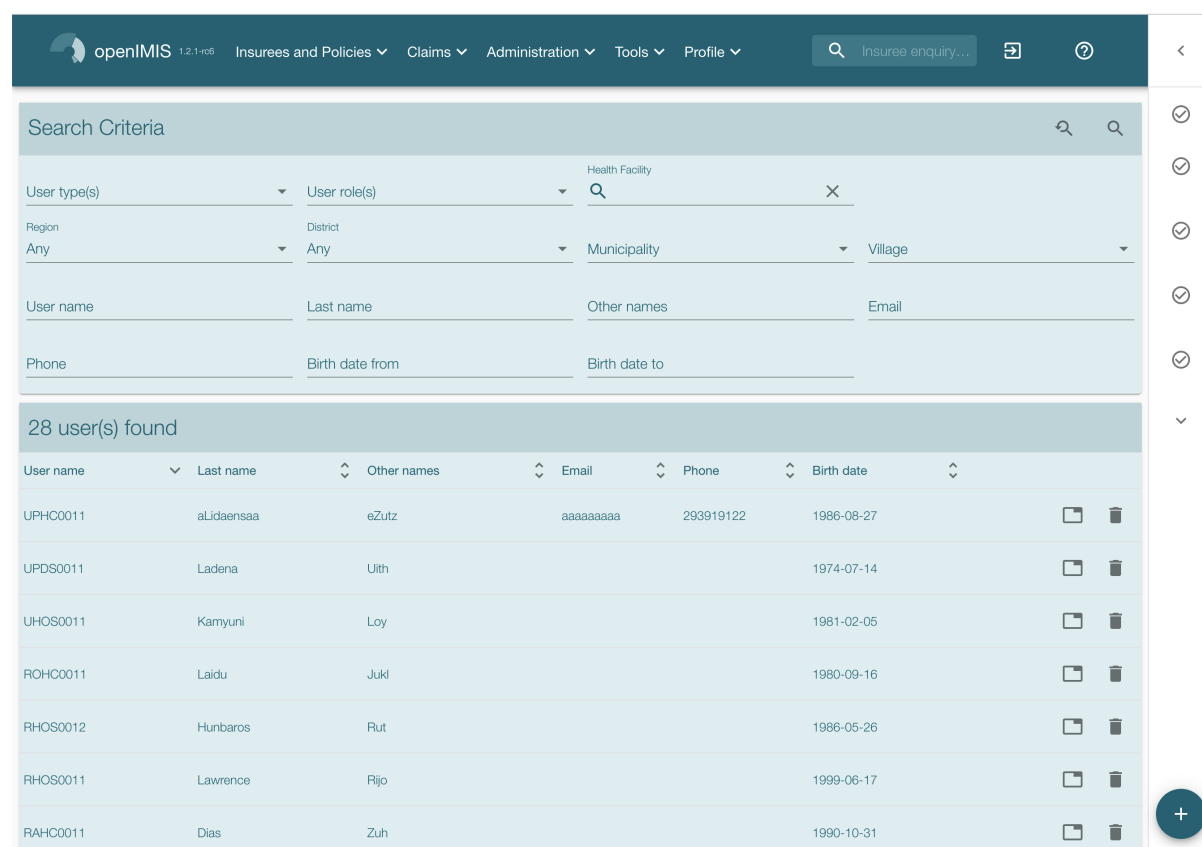 openIMIS 1.2.1-rc6 Insurees and Policies Claims Administration Tools Profile Insuree enquiry...
Search Criteria
Health Facility
User type(s) User role(s)
Region District
Any Any Municipality Village
User name Last name Other names Email
Phone Birth date from Birth date to
28 user(s) found
User name Last name Other names Email Phone Birth date
UPHC0011 aLidaensaa eZutz aaaaaaaaa 293919122 1986-08-27
UPDS0011 Ladena Uith 1974-07-14
UHOS0011 Kamyuni Loy 1981-02-05
ROHC0011 Laidu Jukl 1980-09-16
RHOS0012 Hunbaros Rut 1986-05-26
RHOS0011 Lawrence Rijo 1999-06-17
RAHC0011 Dias Zuh 1990-10-31